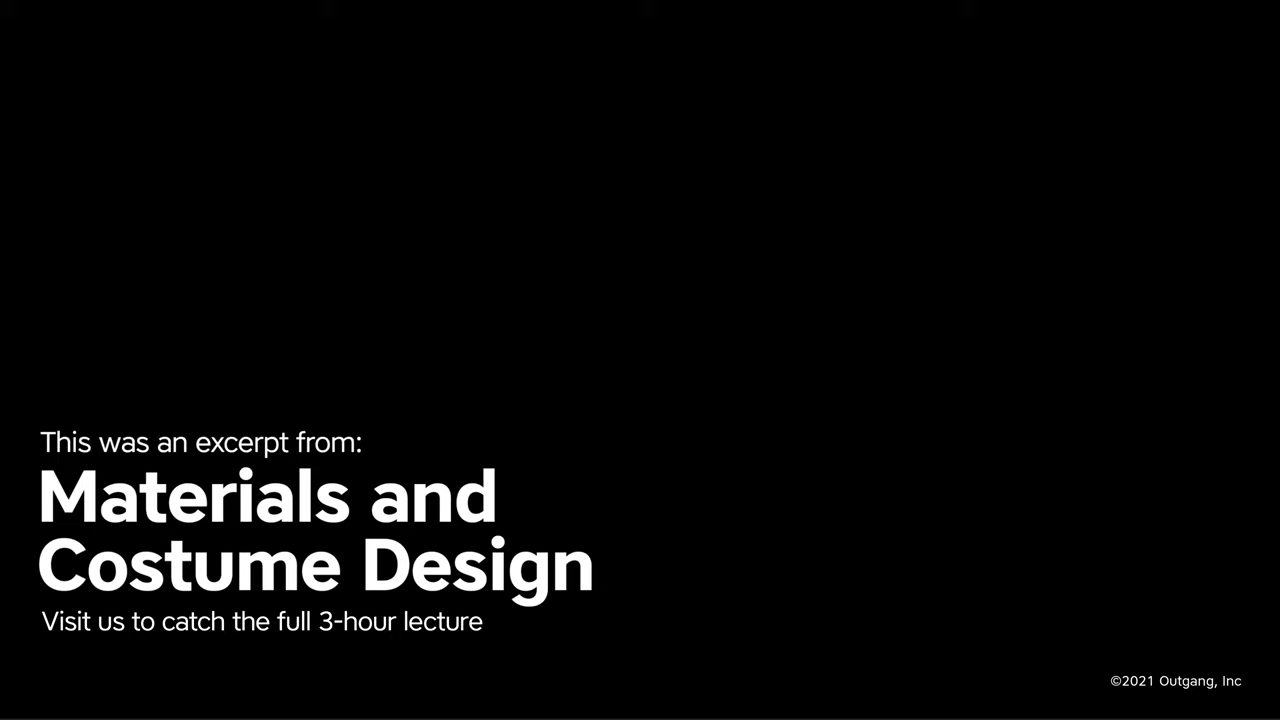 This was an excerpt from:
Materials and
Costume Design
Visit us to catch the full 3-hour lecture
©2021 Outgang, Inc